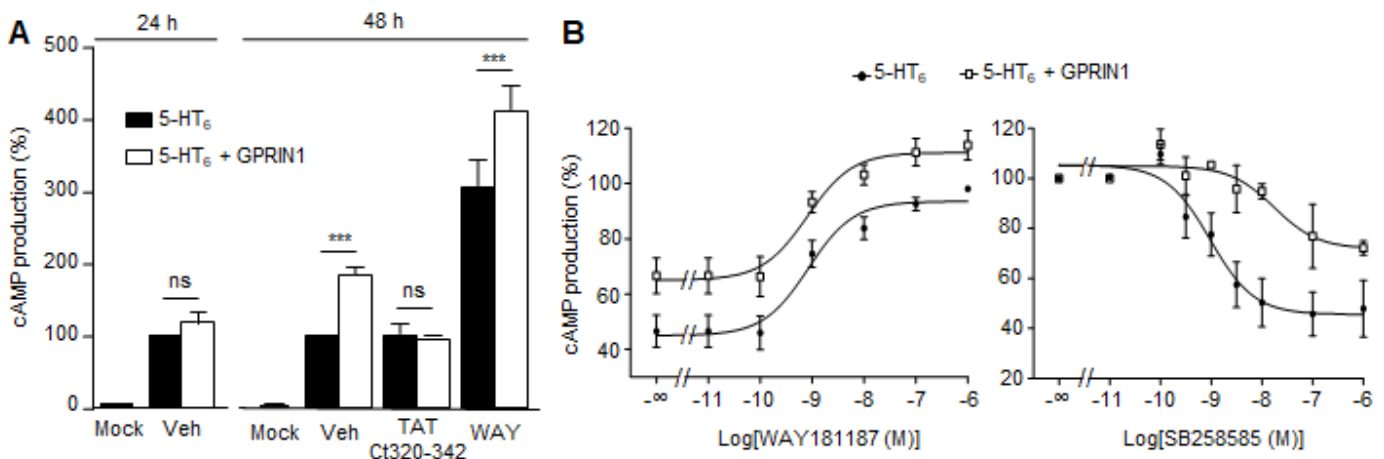 A
24 h
48 h
500
400
300
200
100
0
cAMP production (%)
5-HT₆
5-HT₆ + GPRIN1
ns
***
ns
***
Mock
Veh
Mock
Veh
TAT
Ct320-342
WAY
B
5-HT₆
5-HT₆ + GPRIN1
cAMP production (%)
120
100
80
60
40
-∞
-11
-10
-9
-8
-7
-6
Log[WAY181187 (M)]
120
100
80
60
40
20
-∞
-11
-10
-9
-8
-7
-6
Log[SB258585 (M)]